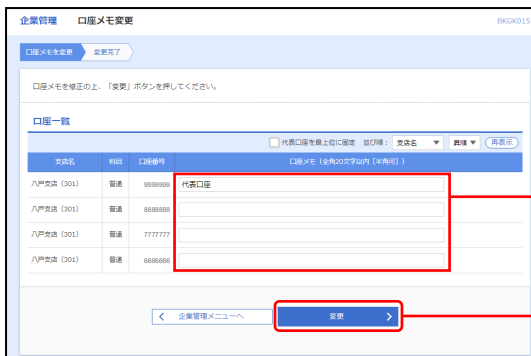 企業管理 口座メモ変更 BKGK015
口座メモを変更 変更完了
口座メモを修正の上、「変更」ボタンを押してください。
口座一覧
代表口座を最上位に固定 並び順： 支店名 ▼ 昇順 ▼ 再表示
支店名 科目 口座番号 口座メモ（全角20文字以内［半角可］）
八戸支店（301） 普通 9999999 代表口座
八戸支店（301） 普通 8888888
八戸支店（301） 普通 7777777
八戸支店（301） 普通 6666666
企業管理メニューへ 変更